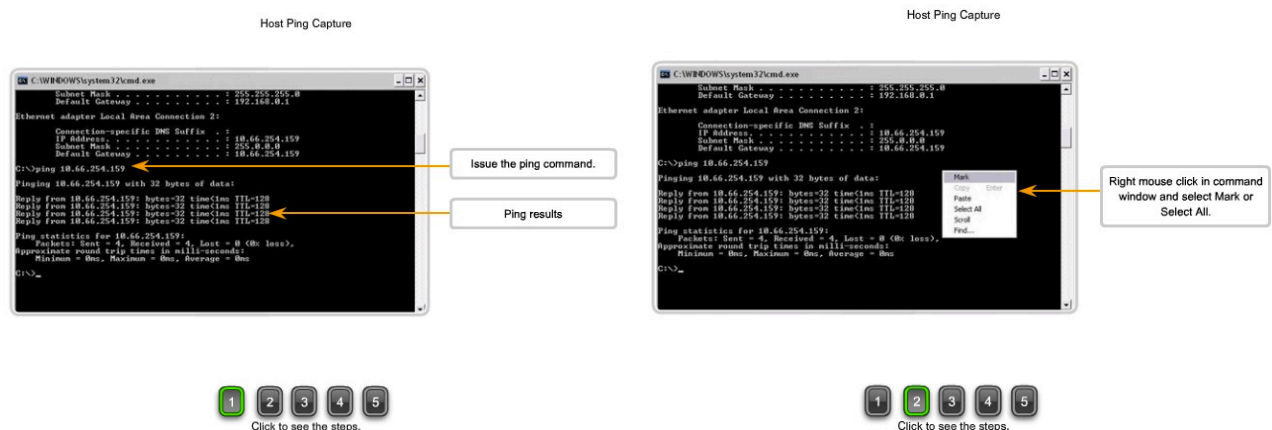 Host Ping Capture
C:\WINDOWS\system32\cmd.exe
Subnet Mask . . . . . . . . . . . : 255.255.255.0
Default Gateway . . . . . . . . . : 192.168.0.1
Ethernet adapter Local Area Connection 2:
Connection-specific DNS Suffix  . :
IP Address. . . . . . . . . . . . : 10.66.254.159
Subnet Mask . . . . . . . . . . . : 255.0.0.0
Default Gateway . . . . . . . . . : 10.66.254.159
C:\>ping 10.66.254.159
Pinging 10.66.254.159 with 32 bytes of data:
Reply from 10.66.254.159: bytes=32 time<1ms TTL=128
Reply from 10.66.254.159: bytes=32 time<1ms TTL=128
Reply from 10.66.254.159: bytes=32 time<1ms TTL=128
Reply from 10.66.254.159: bytes=32 time<1ms TTL=128
Ping statistics for 10.66.254.159:
Packets: Sent = 4, Received = 4, Lost = 0 (0% loss),
Approximate round trip times in milli-seconds:
Minimum = 0ms, Maximum = 0ms, Average = 0ms
C:\>_
Issue the ping command.
Ping results
1 2 3 4 5
Click to see the steps.
Host Ping Capture
C:\WINDOWS\system32\cmd.exe
Subnet Mask . . . . . . . . . . . : 255.255.255.0
Default Gateway . . . . . . . . . : 192.168.0.1
Ethernet adapter Local Area Connection 2:
Connection-specific DNS Suffix  . :
IP Address. . . . . . . . . . . . : 10.66.254.159
Subnet Mask . . . . . . . . . . . : 255.0.0.0
Default Gateway . . . . . . . . . : 10.66.254.159
C:\>ping 10.66.254.159
Pinging 10.66.254.159 with 32 bytes of data:
Reply from 10.66.254.159: bytes=32 time<1ms TTL=128
Reply from 10.66.254.159: bytes=32 time<1ms TTL=128
Reply from 10.66.254.159: bytes=32 time<1ms TTL=128
Reply from 10.66.254.159: bytes=32 time<1ms TTL=128
Ping statistics for 10.66.254.159:
Packets: Sent = 4, Received = 4, Lost = 0 (0% loss),
Approximate round trip times in milli-seconds:
Minimum = 0ms, Maximum = 0ms, Average = 0ms
C:\>_
Mark
Copy Enter
Paste
Select All
Scroll
Find...
Right mouse click in command
window and select Mark or
Select All.
1 2 3 4 5
Click to see the steps.